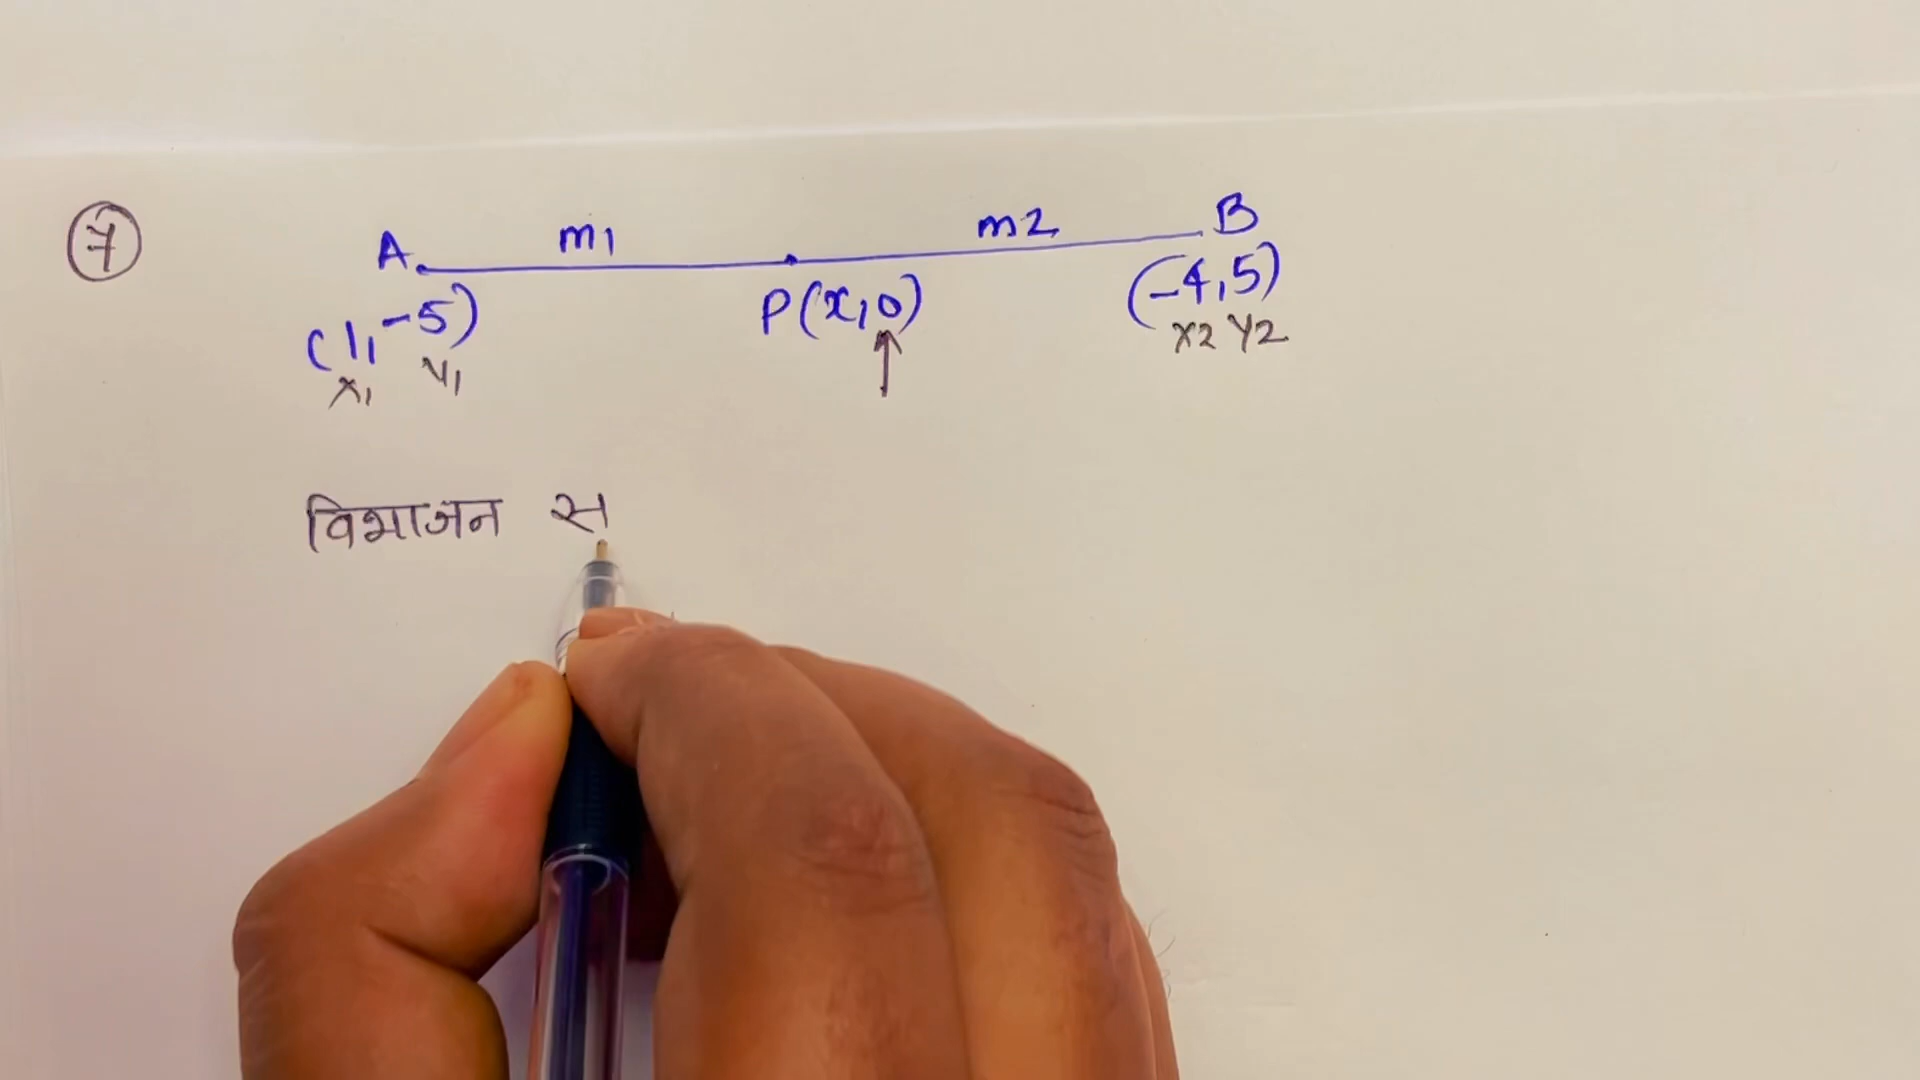 7
A m1 m2 B
(1,-5) P(x,0) (-4,5)
x1 y1 x2 y2
विभाजन स